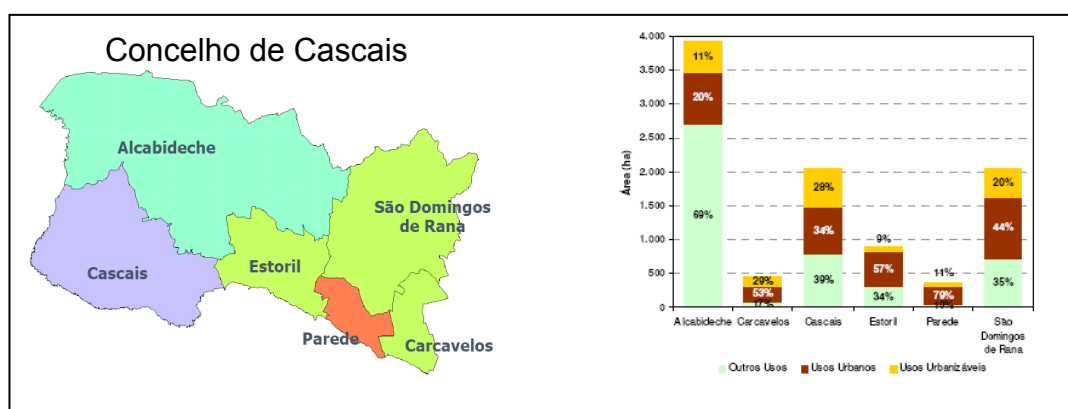 Concelho de Cascais
Alcabideche
São Domingos
de Rana
Cascais
Estoril
Parede
Carcavelos
Área (ha)
4.000
3.500
3.000
2.500
2.000
1.500
1.000
500
0
11%
20%
69%
29%
53%
17%
28%
34%
39%
9%
57%
34%
11%
79%
10%
20%
44%
35%
Alcabideche
Carcavelos
Cascais
Estoril
Parede
São
Domingos
de Rana
Outros Usos
Usos Urbanos
Usos Urbanizáveis